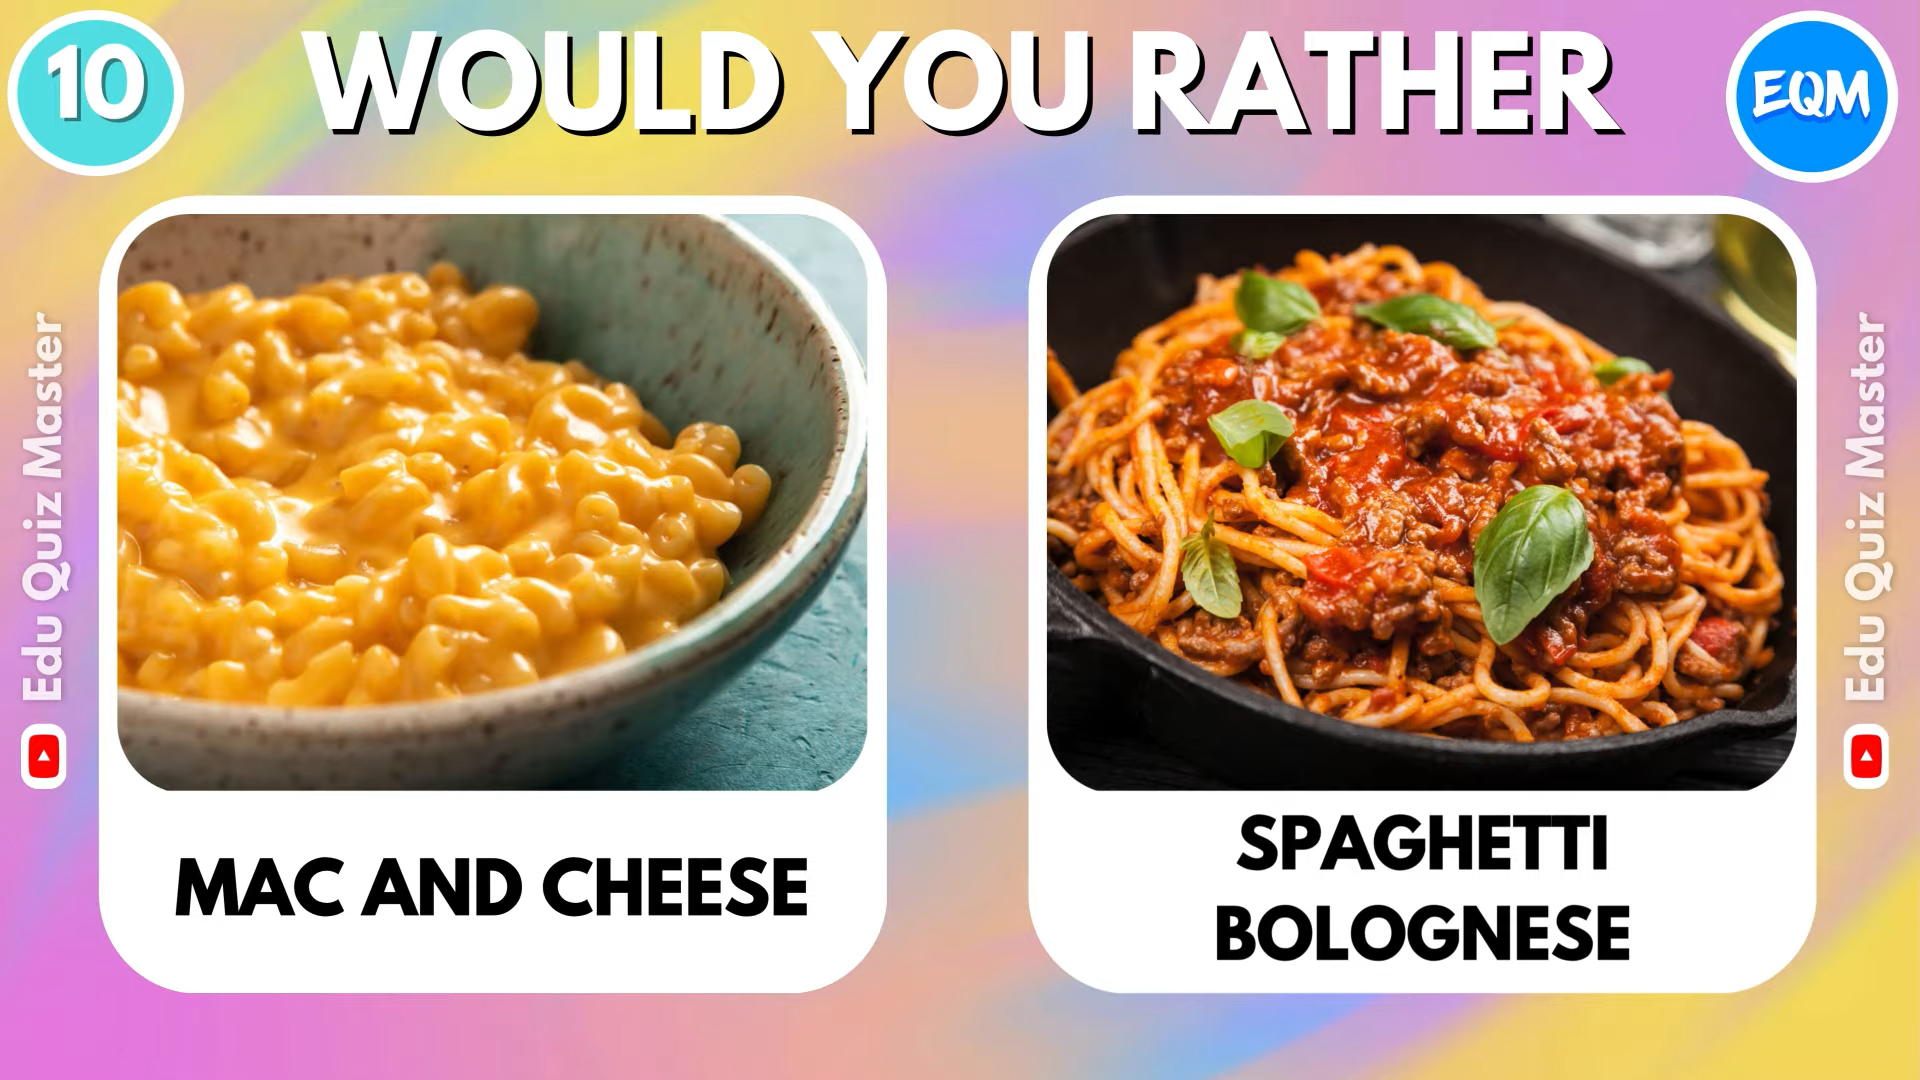 10
WOULD YOU RATHER
EQM
Edu Quiz Master
Edu Quiz Master
MAC AND CHEESE
SPAGHETTI
BOLOGNESE